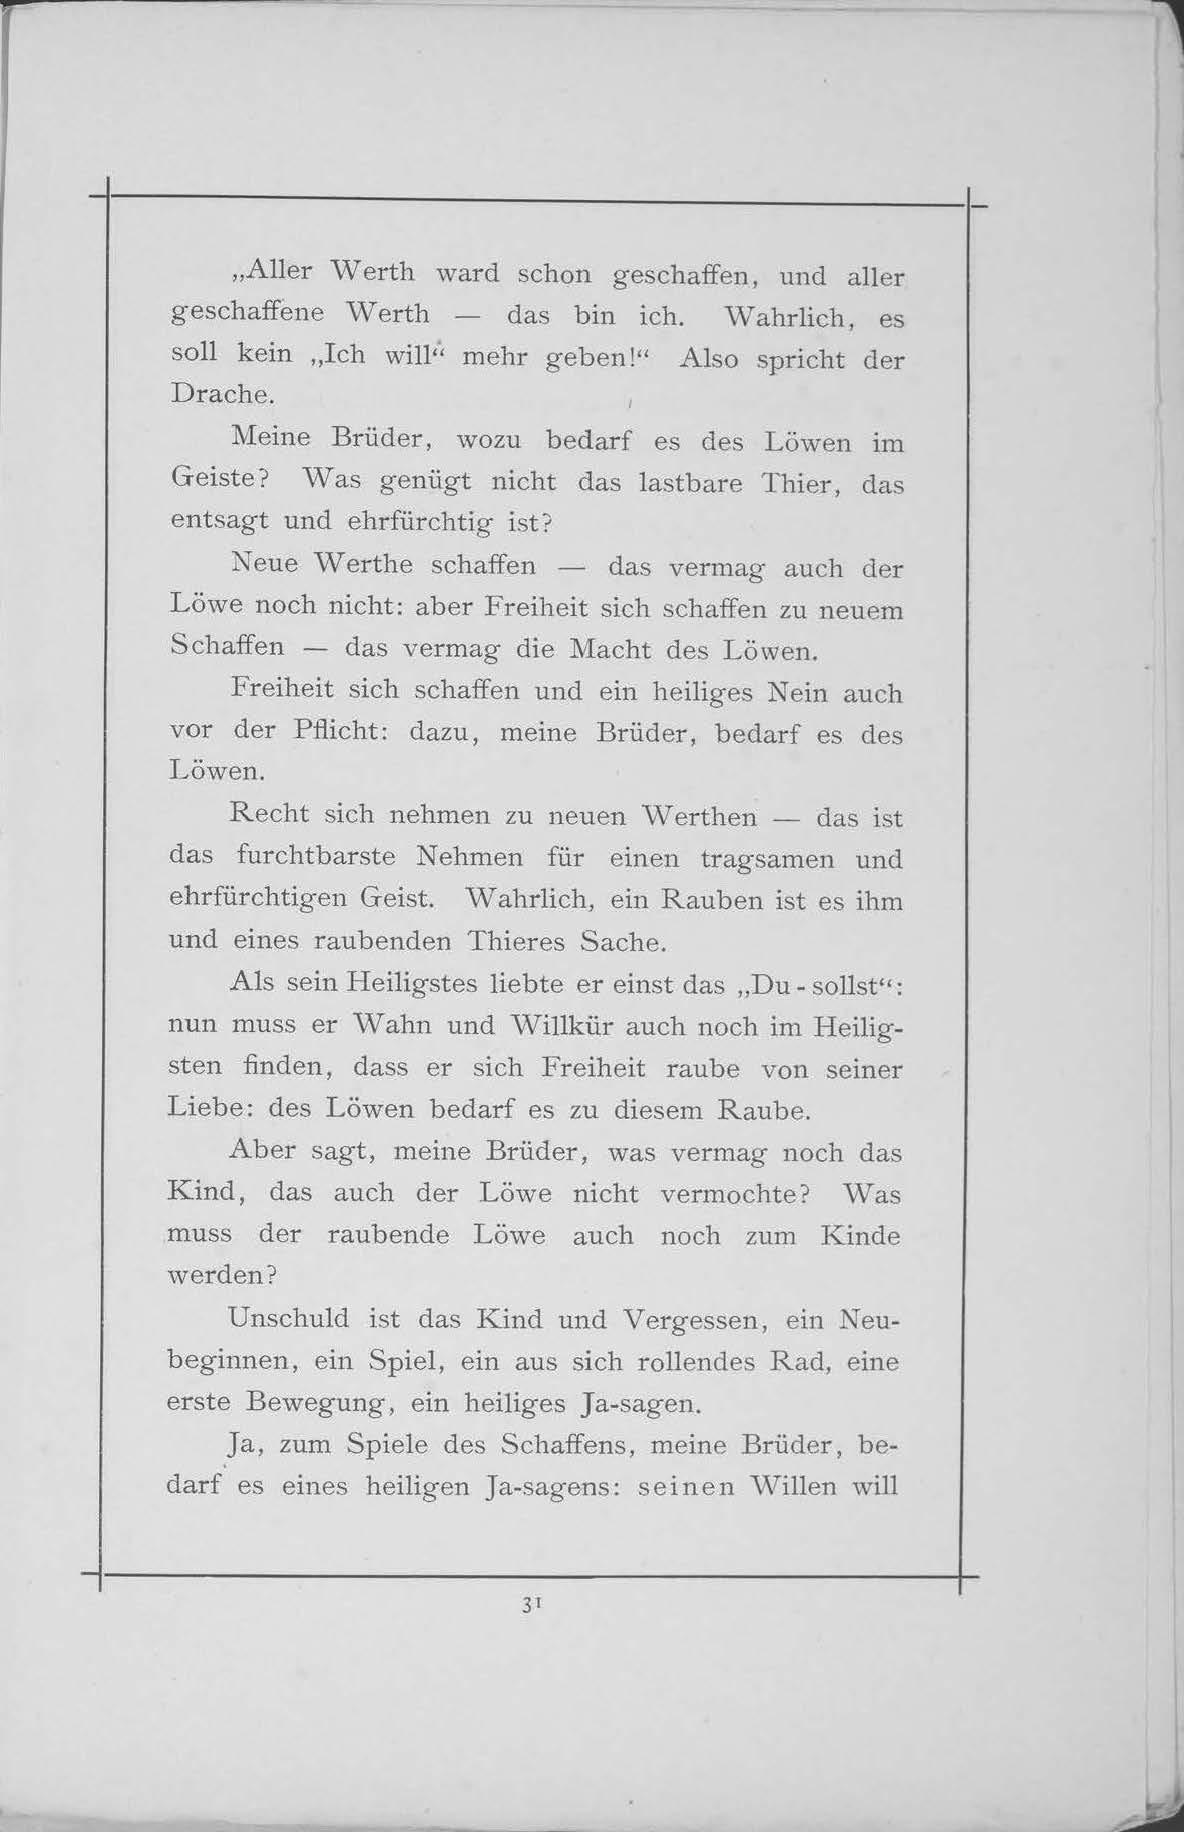 „Aller Werth ward schon geschaffen, und aller
geschaffene Werth — das bin ich. Wahrlich, es
soll kein „Ich will“ mehr geben!“ Also spricht der
Drache.
Meine Brüder, wozu bedarf es des Löwen im
Geiste? Was genügt nicht das lastbare Thier, das
entsagt und ehrfürchtig ist?
Neue Werthe schaffen — das vermag auch der
Löwe noch nicht: aber Freiheit sich schaffen zu neuem
Schaffen — das vermag die Macht des Löwen.
Freiheit sich schaffen und ein heiliges Nein auch
vor der Pflicht: dazu, meine Brüder, bedarf es des
Löwen.
Recht sich nehmen zu neuen Werthen — das ist
das furchtbarste Nehmen für einen tragsamen und
ehrfürchtigen Geist. Wahrlich, ein Rauben ist es ihm
und eines raubenden Thieres Sache.
Als sein Heiligstes liebte er einst das „Du-sollst“:
nun muss er Wahn und Willkür auch noch im Heilig-
sten finden, dass er sich Freiheit raube von seiner
Liebe: des Löwen bedarf es zu diesem Raube.
Aber sagt, meine Brüder, was vermag noch das
Kind, das auch der Löwe nicht vermochte? Was
muss der raubende Löwe auch noch zum Kinde
werden?
Unschuld ist das Kind und Vergessen, ein Neu-
beginnen, ein Spiel, ein aus sich rollendes Rad, eine
erste Bewegung, ein heiliges Ja-sagen.
Ja, zum Spiele des Schaffens, meine Brüder, be-
darf es eines heiligen Ja-sagens: seinen Willen will
31